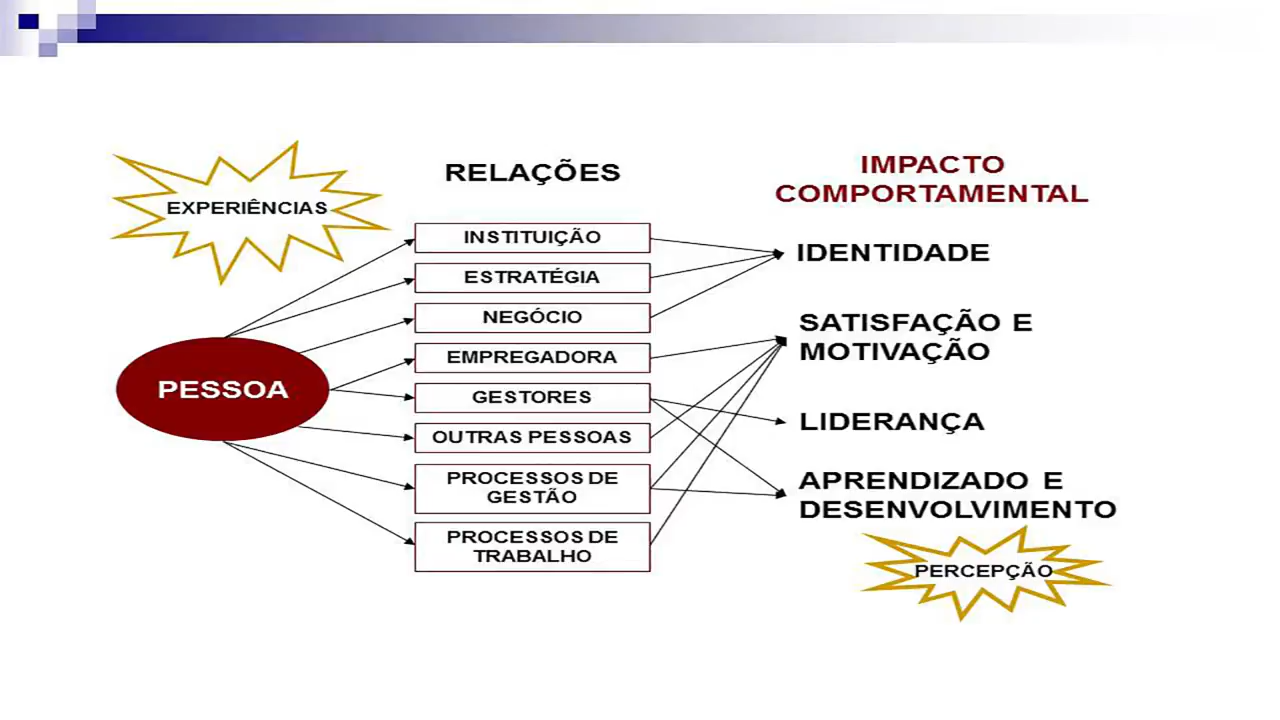 EXPERIÊNCIAS
RELAÇÕES
IMPACTO
COMPORTAMENTAL
PESSOA
INSTITUIÇÃO
ESTRATÉGIA
NEGÓCIO
EMPREGADORA
GESTORES
OUTRAS PESSOAS
PROCESSOS DE
GESTÃO
PROCESSOS DE
TRABALHO
IDENTIDADE
SATISFAÇÃO E
MOTIVAÇÃO
LIDERANÇA
APRENDIZADO E
DESENVOLVIMENTO
PERCEPÇÃO